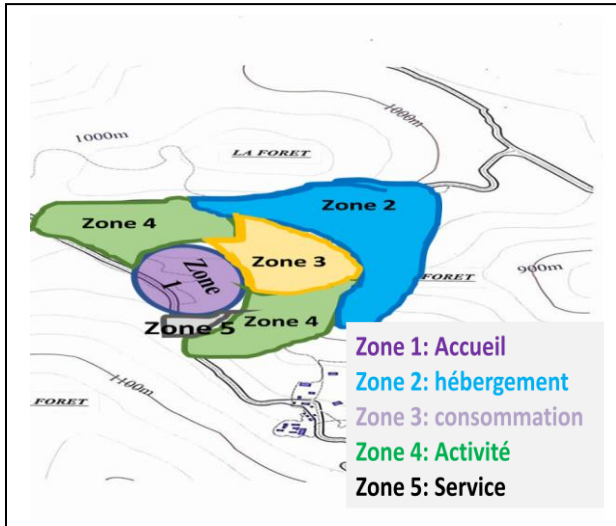 1000m
1000m
LA FORET
Zone 4
Zone 2
Zone 3
Zone 1
FORET
900m
Zone 5
Zone 4
1100m
FORET
Zone 1: Accueil
Zone 2: hébergement
Zone 3: consommation
Zone 4: Activité
Zone 5: Service